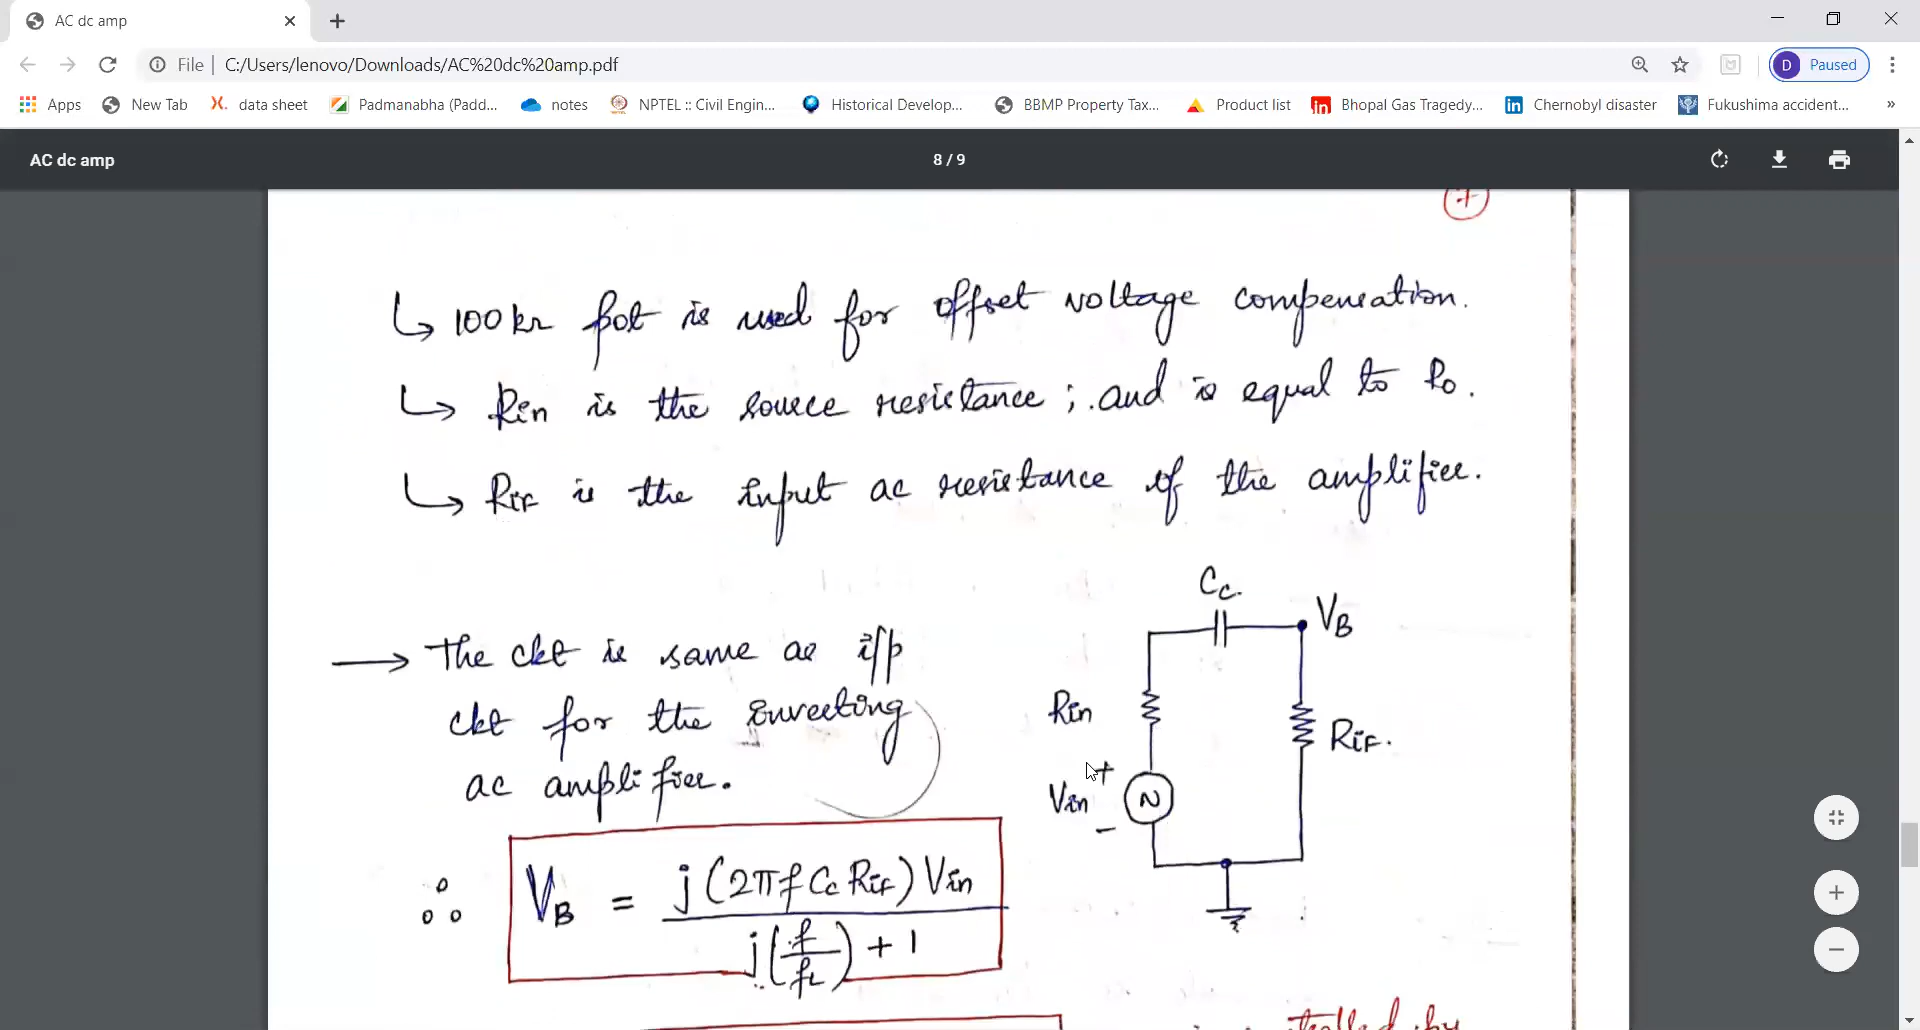 AC dc amp
File | C:/Users/lenovo/Downloads/AC%20dc%20amp.pdf
D Paused
Apps New Tab X. data sheet Padmanabha (Padd... notes NPTEL :: Civil Engin... Historical Develop... BBMP Property Tax... Product list Bhopal Gas Tragedy... Chernobyl disaster Fukushima accident... »
AC dc amp 8 / 9
+
↳ 100kΩ pot is used for offset voltage compensation.
↳ Rin is the source resistance ; and is equal to Ro.
↳ RiF is the input ac resistance of the amplifier.
Cc.
VB
→ The ckt is same as i/p
ckt for the inverting
ac amplifier.
Rin
RiF.
Vin + -
∴ VB = j(2πf Cc RiF) Vin / j(f/fL) + 1